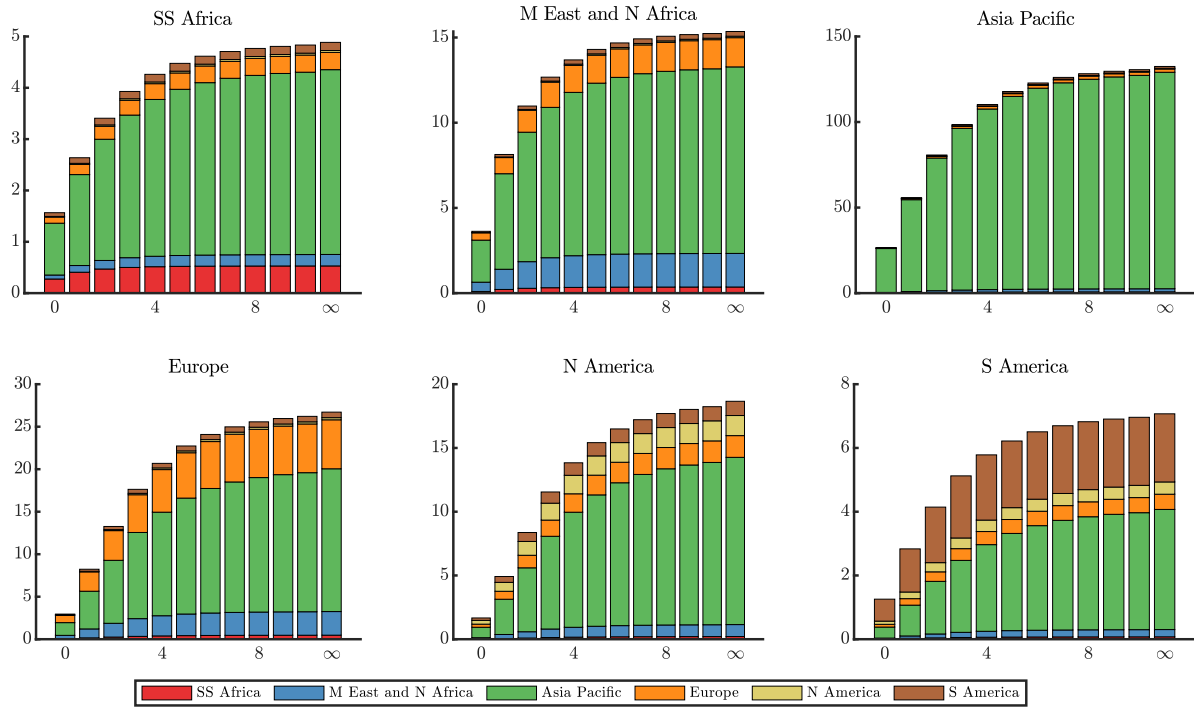 SS Africa
5
4
3
2
1
0
0 4 8 ∞
M East and N Africa
15
10
5
0
0 4 8 ∞
Asia Pacific
150
100
50
0
0 4 8 ∞
Europe
30
25
20
15
10
5
0
0 4 8 ∞
N America
20
15
10
5
0
0 4 8 ∞
S America
8
6
4
2
0
0 4 8 ∞
SS Africa M East and N Africa Asia Pacific Europe N America S America